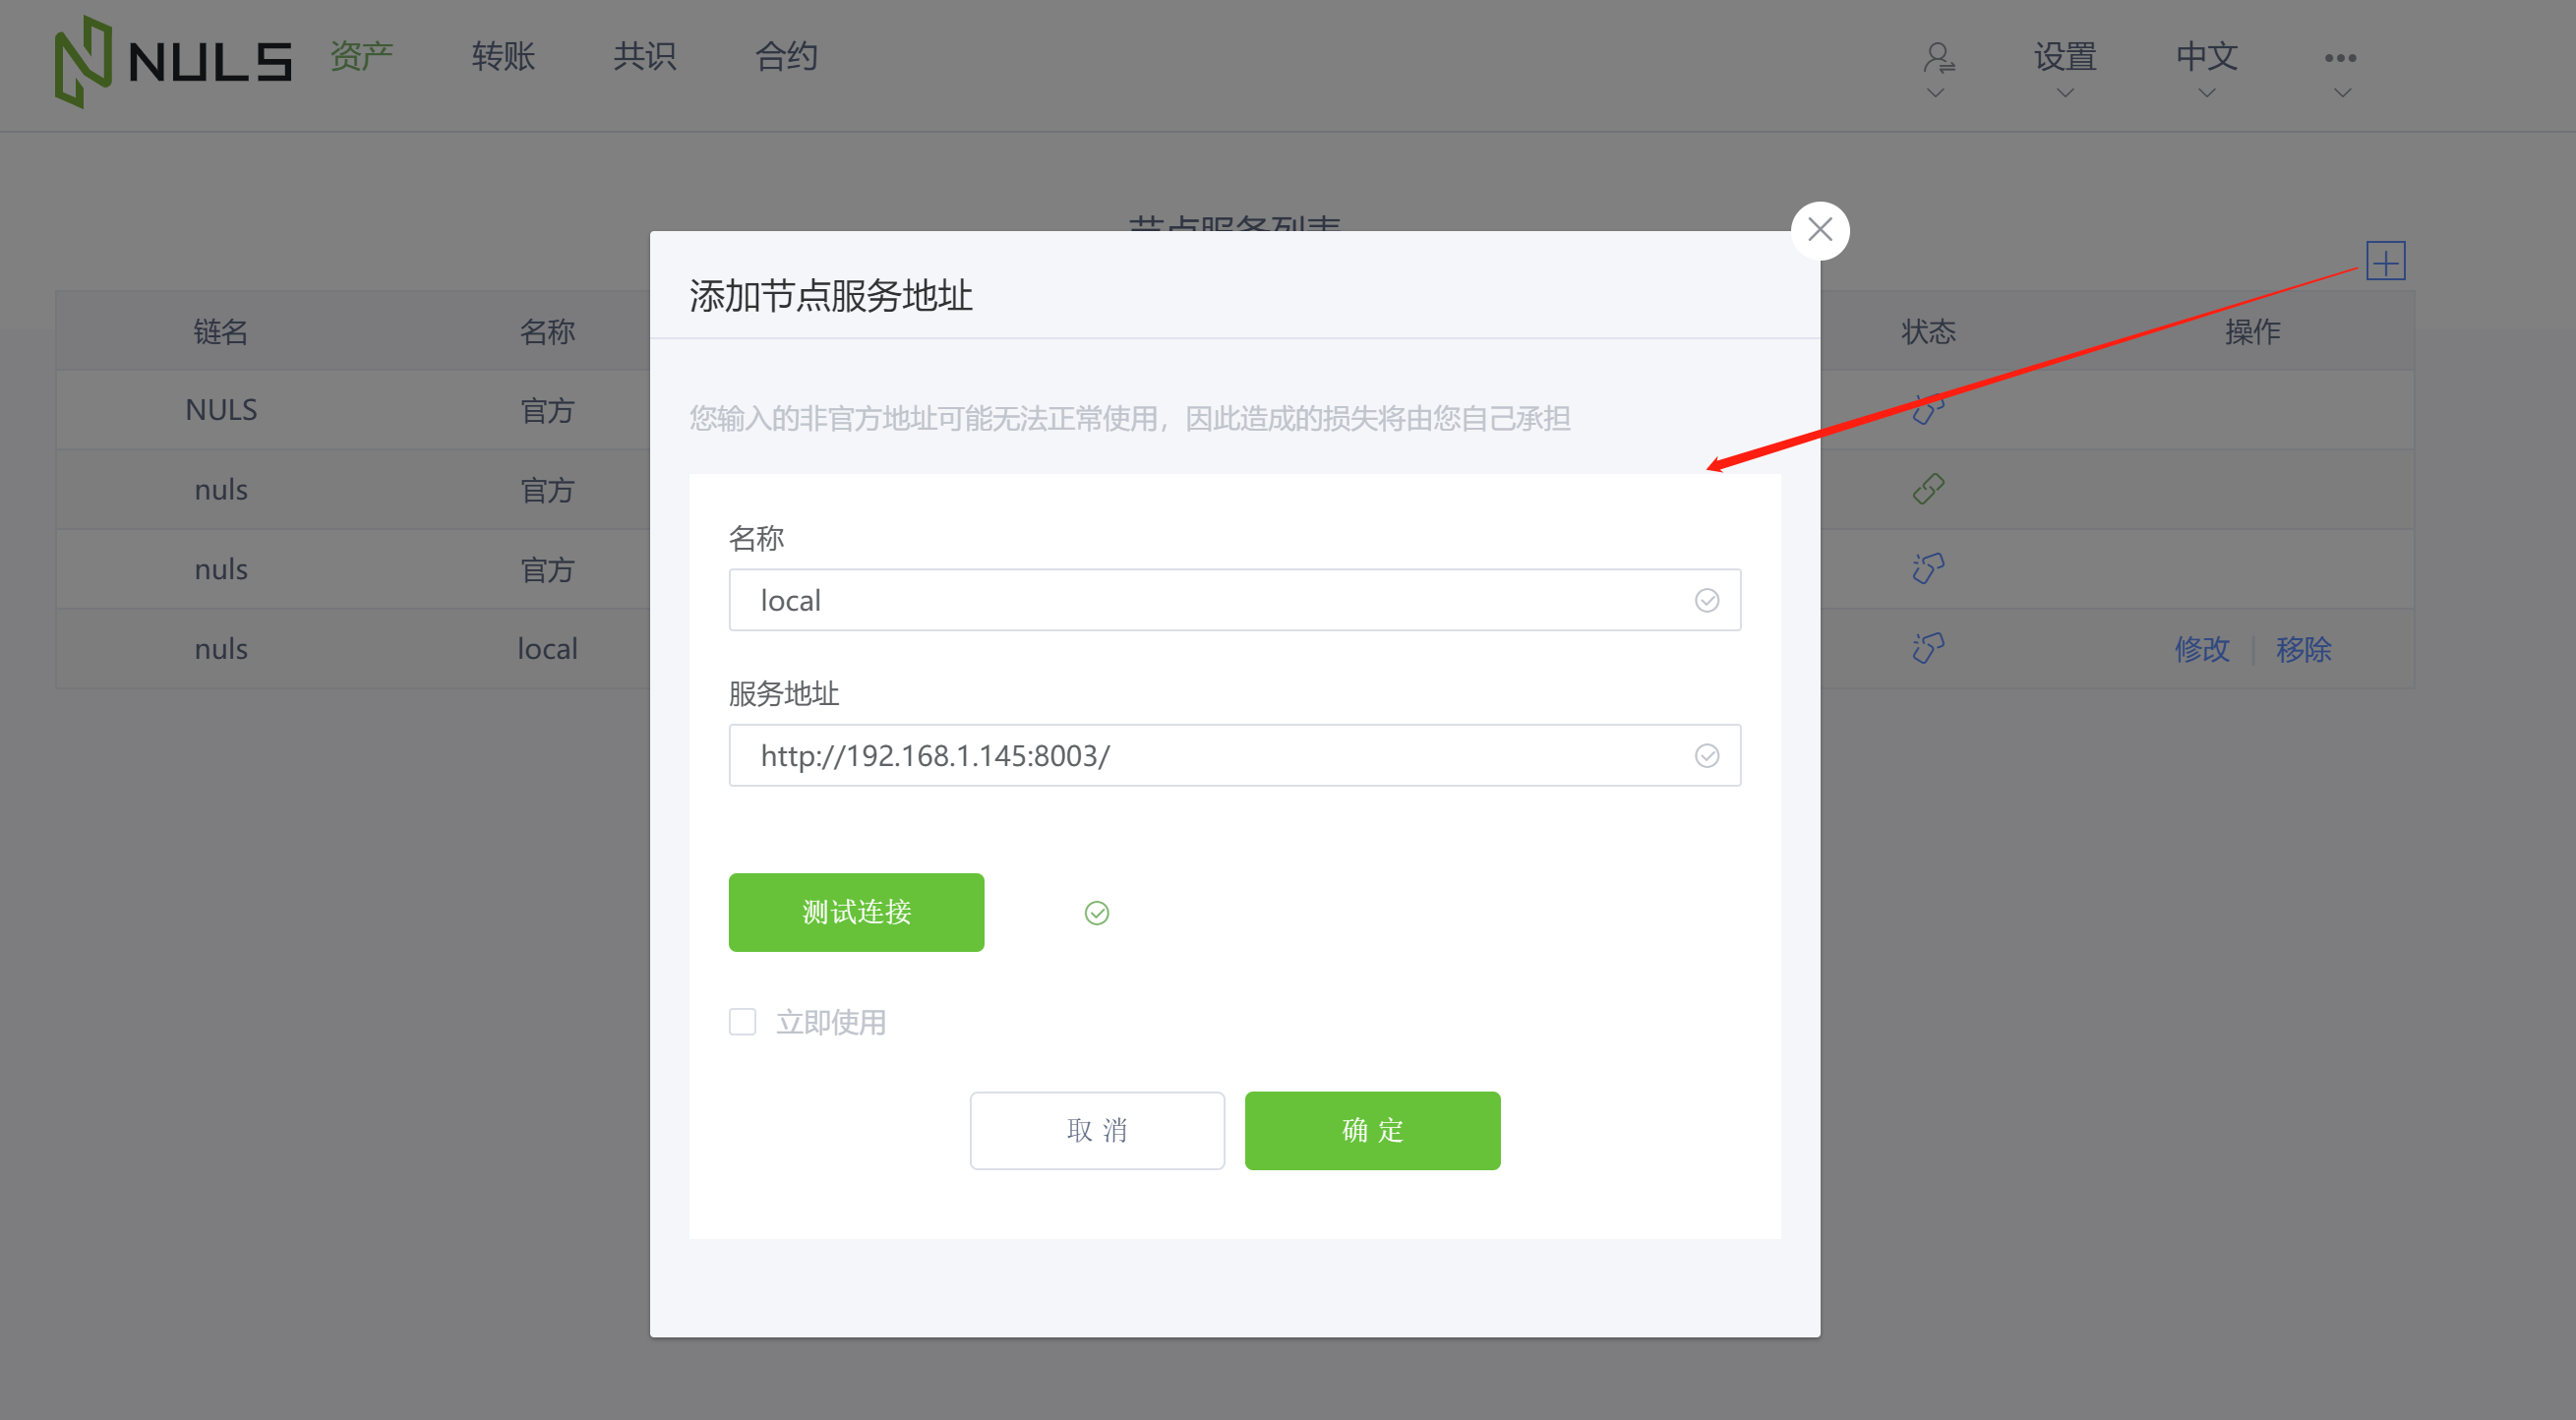 NULS 资产 转账 共识 合约 设置 中文
节点服务列表
添加节点服务地址
链名 名称 状态 操作
您输入的非官方地址可能无法正常使用，因此造成的损失将由您自己承担
NULS 官方
nuls 官方
nuls 官方
nuls local 修改 移除
名称
local
服务地址
http://192.168.1.145:8003/
测试连接
立即使用
取 消 确 定